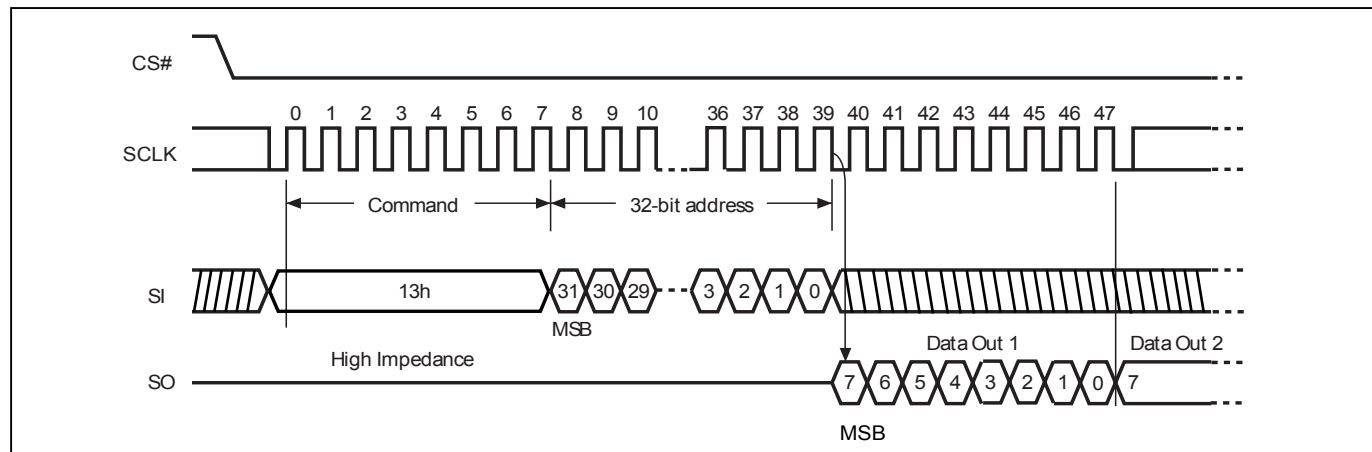 CS#
0 1 2 3 4 5 6 7 8 9 10 36 37 38 39 40 41 42 43 44 45 46 47
SCLK
Command 32-bit address
SI 13h 31 30 29 3 2 1 0
MSB
High Impedance Data Out 1 Data Out 2
SO 7 6 5 4 3 2 1 0 7
MSB